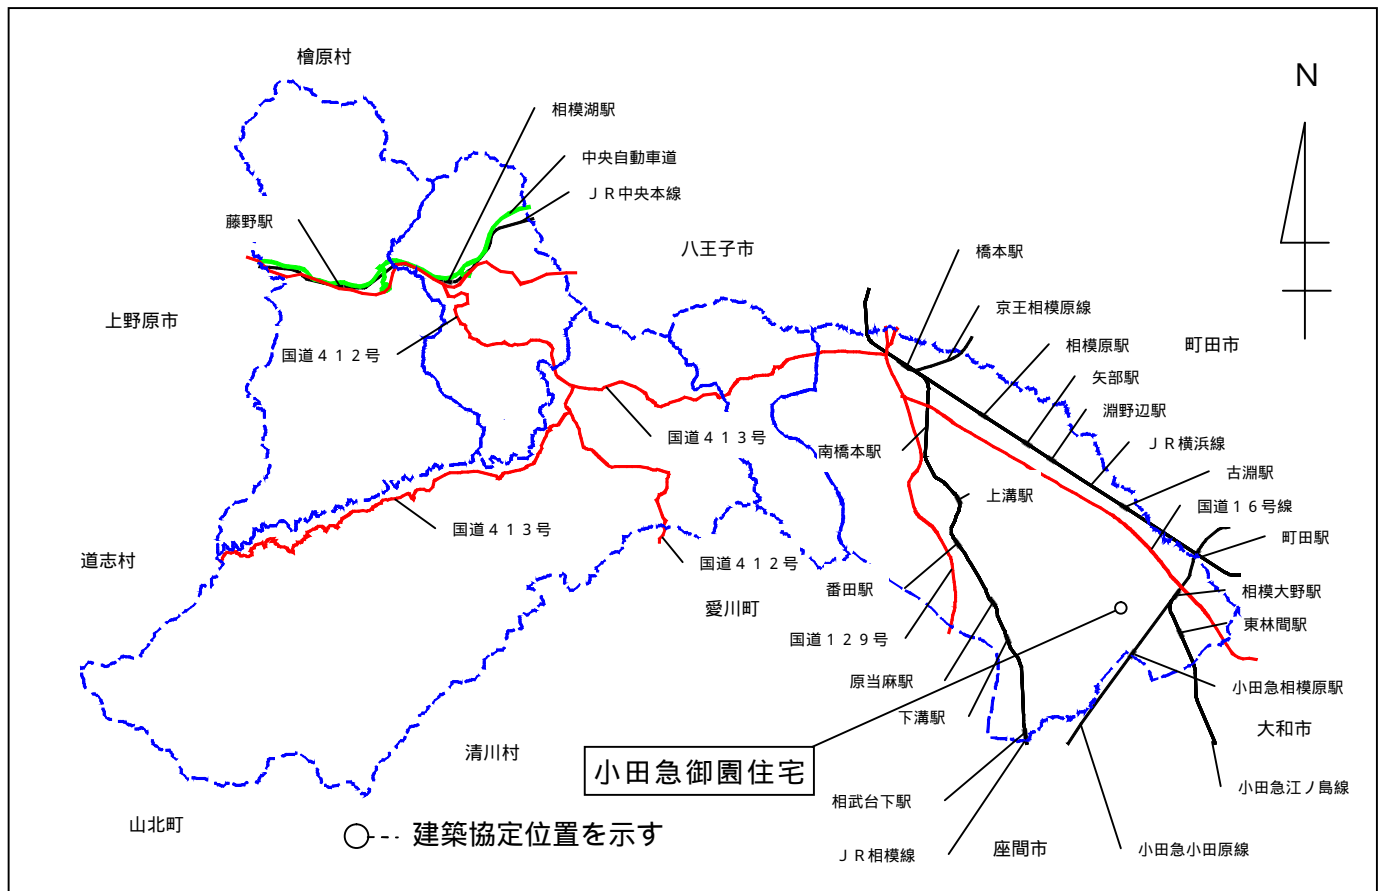 檜原村
N
相模湖駅
中央自動車道
ＪＲ中央本線
藤野駅
八王子市
橋本駅
京王相模原線
上野原市
国道４１２号
相模原駅
町田市
矢部駅
淵野辺駅
国道４１３号
南橋本駅
ＪＲ横浜線
古淵駅
上溝駅
国道１６号線
国道４１３号
町田駅
道志村
国道４１２号
番田駅
相模大野駅
愛川町
東林間駅
国道１２９号
原当麻駅
小田急相模原駅
下溝駅
大和市
清川村
小田急御園住宅
小田急江ノ島線
相武台下駅
山北町
建築協定位置を示す
ＪＲ相模線
座間市
小田急小田原線